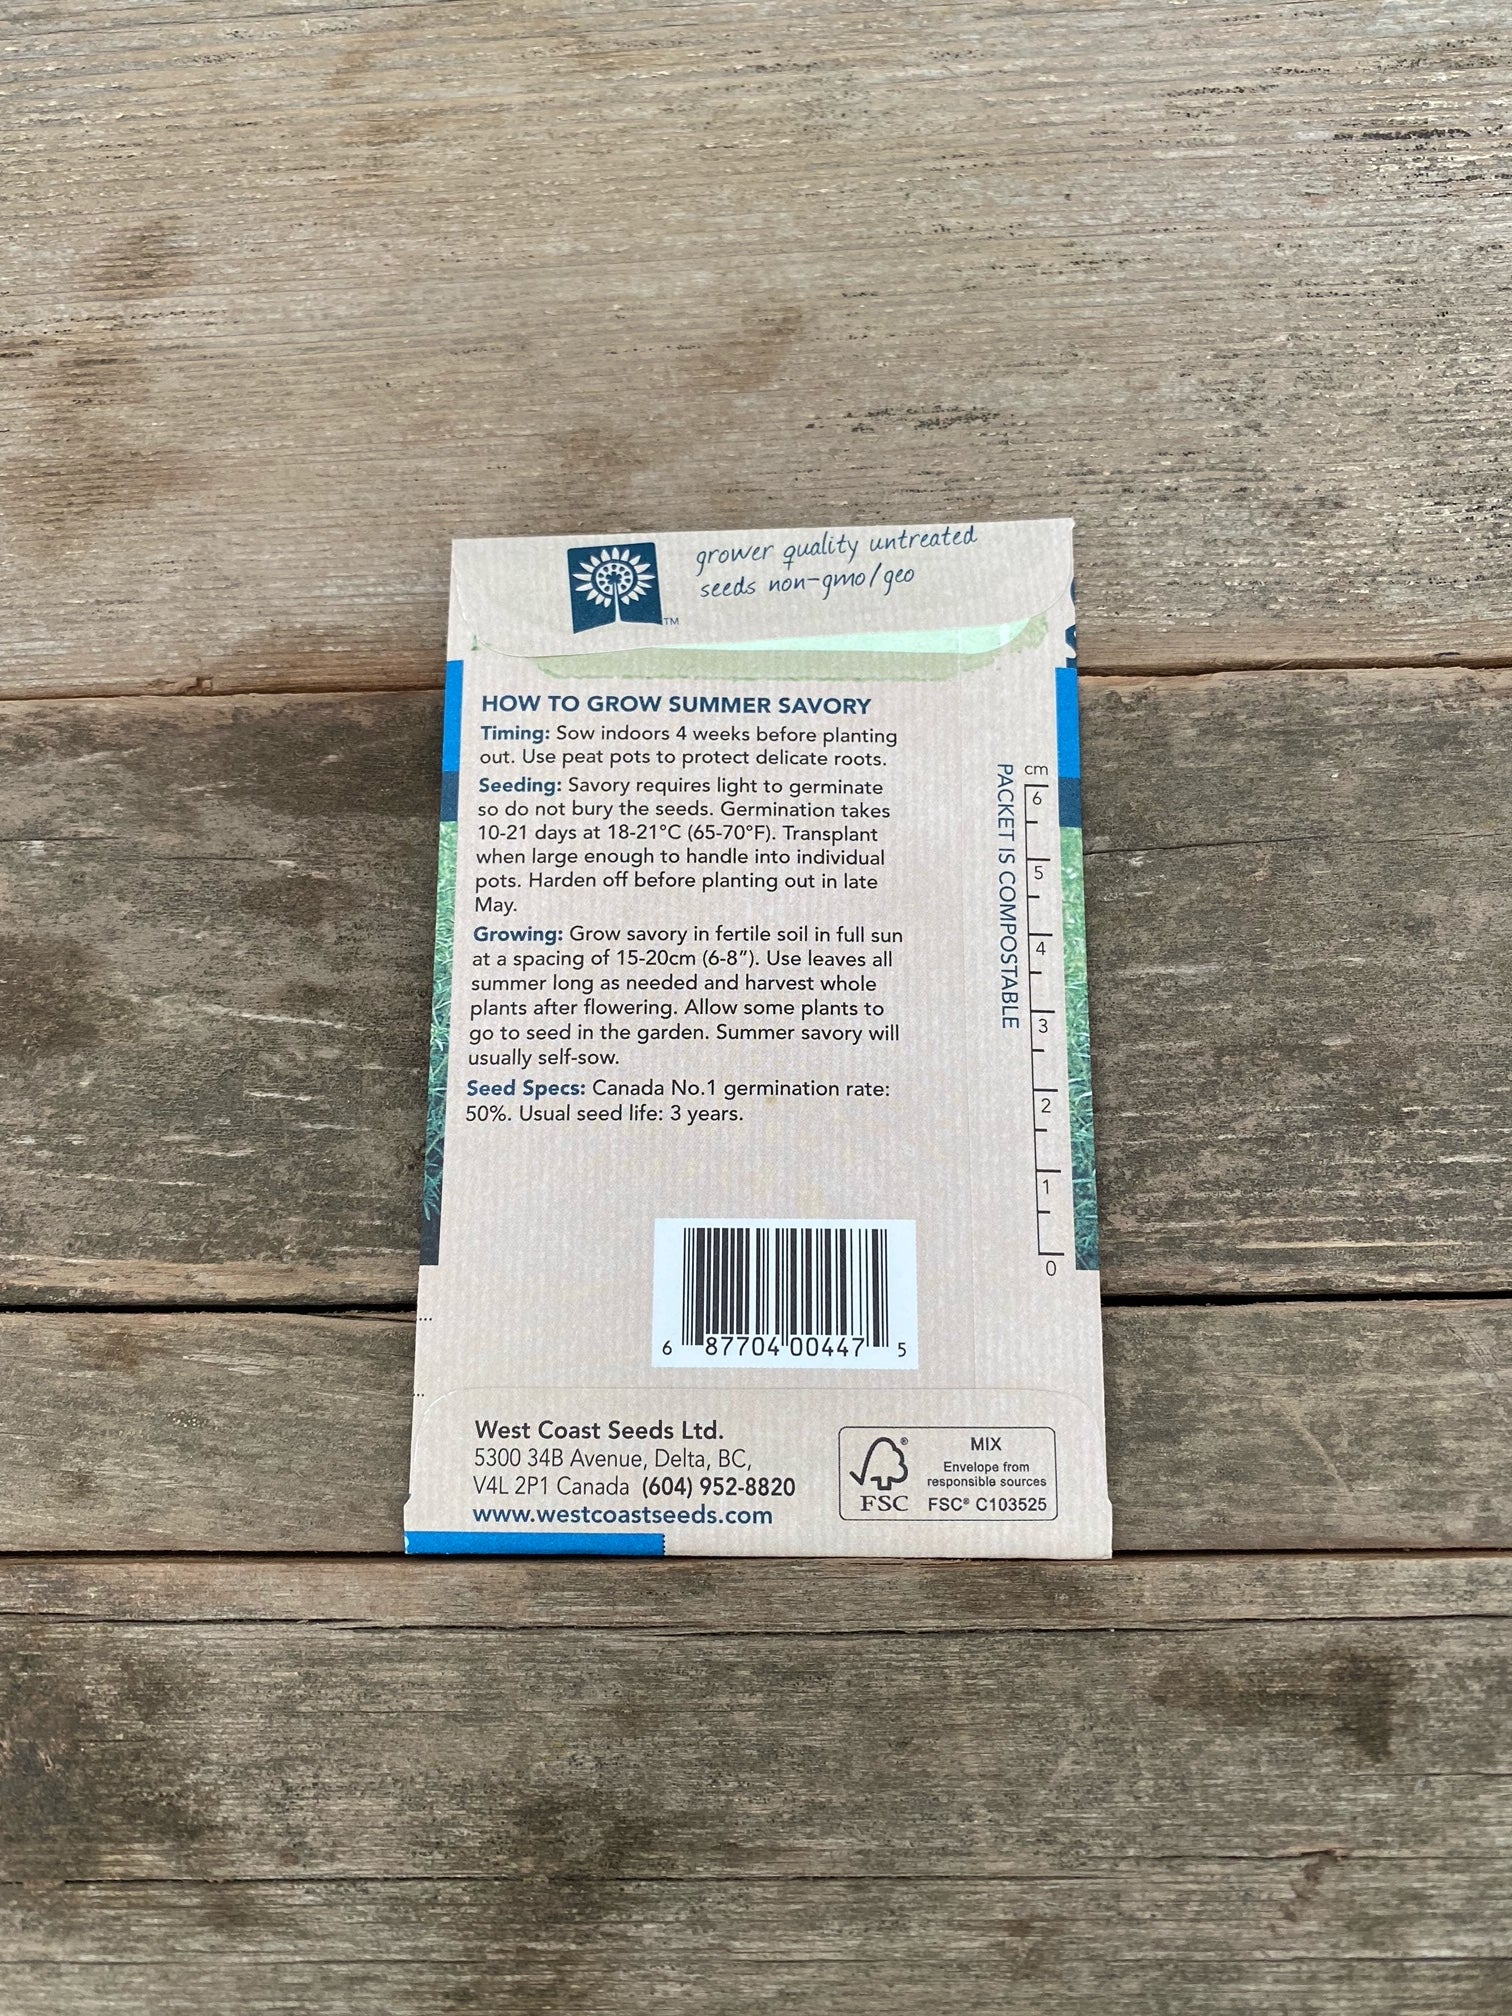 grower quality untreated
seeds non-gmo/geo
TM
HOW TO GROW SUMMER SAVORY
Timing: Sow indoors 4 weeks before planting
out. Use peat pots to protect delicate roots.
Seeding: Savory requires light to germinate
so do not bury the seeds. Germination takes
10-21 days at 18-21°C (65-70°F). Transplant
when large enough to handle into individual
pots. Harden off before planting out in late
May.
Growing: Grow savory in fertile soil in full sun
at a spacing of 15-20cm (6-8”). Use leaves all
summer long as needed and harvest whole
plants after flowering. Allow some plants to
go to seed in the garden. Summer savory will
usually self-sow.
Seed Specs: Canada No.1 germination rate:
50%. Usual seed life: 3 years.
PACKET IS COMPOSTABLE
cm
6
5
4
3
2
1
0
6 87704 00447 5
West Coast Seeds Ltd.
5300 34B Avenue, Delta, BC,
V4L 2P1 Canada (604) 952-8820
www.westcoastseeds.com
®
FSC
MIX
Envelope from
responsible sources
FSC® C103525